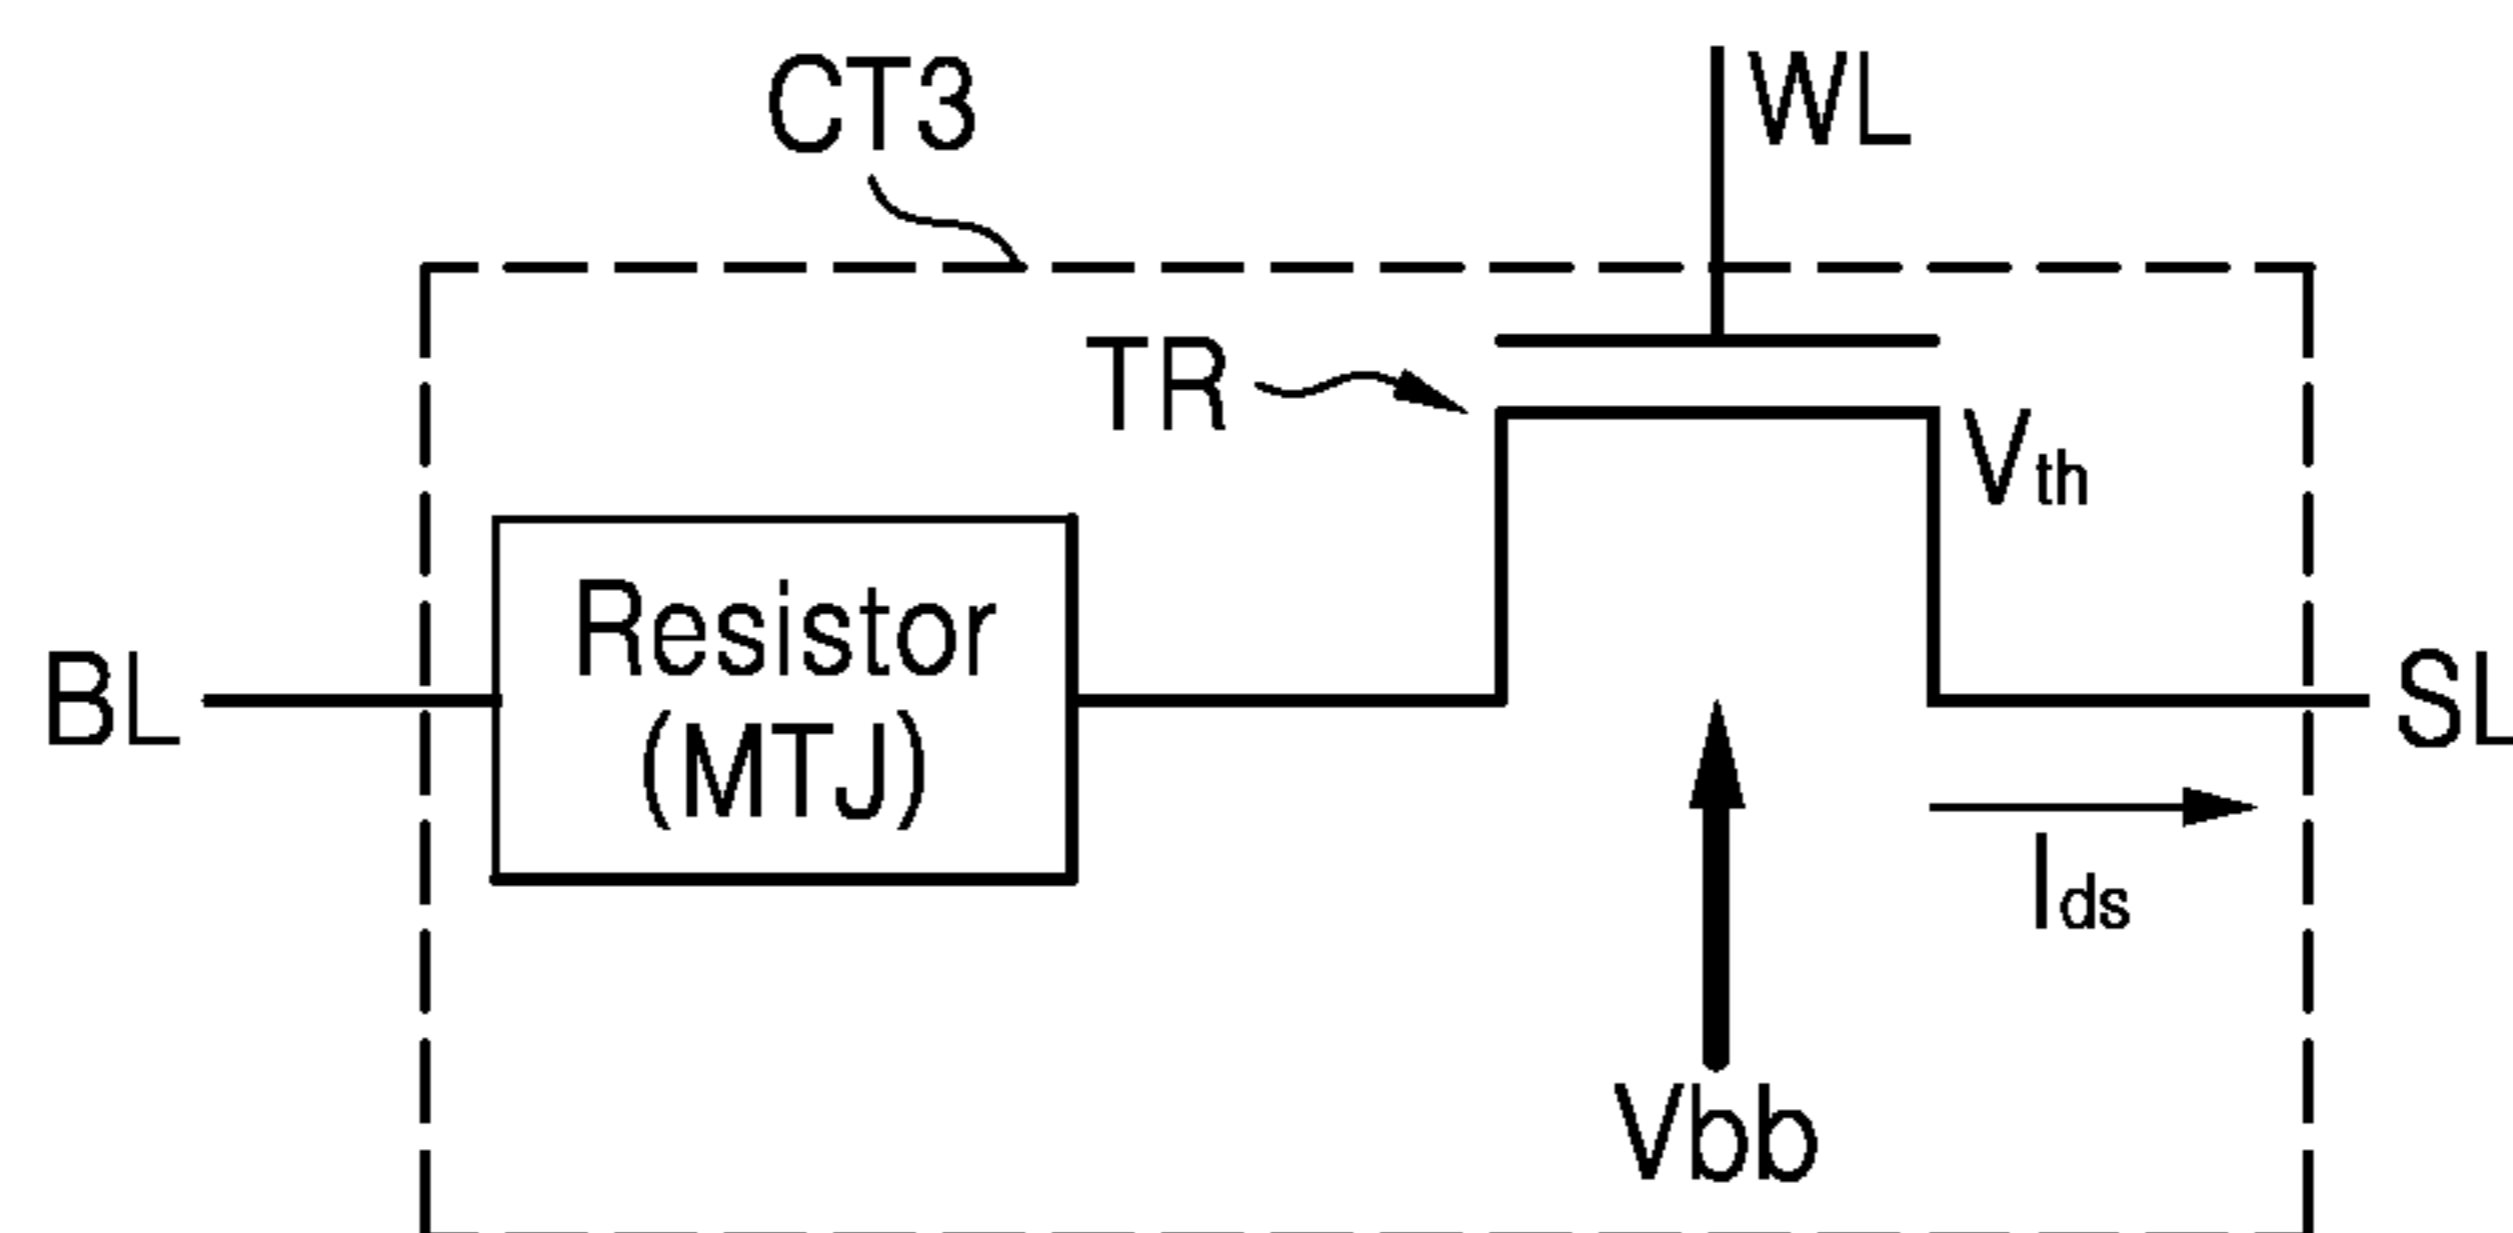 CT3
WL
TR
Vth
Resistor
(MTJ)
BL
SL
Ids
Vbb